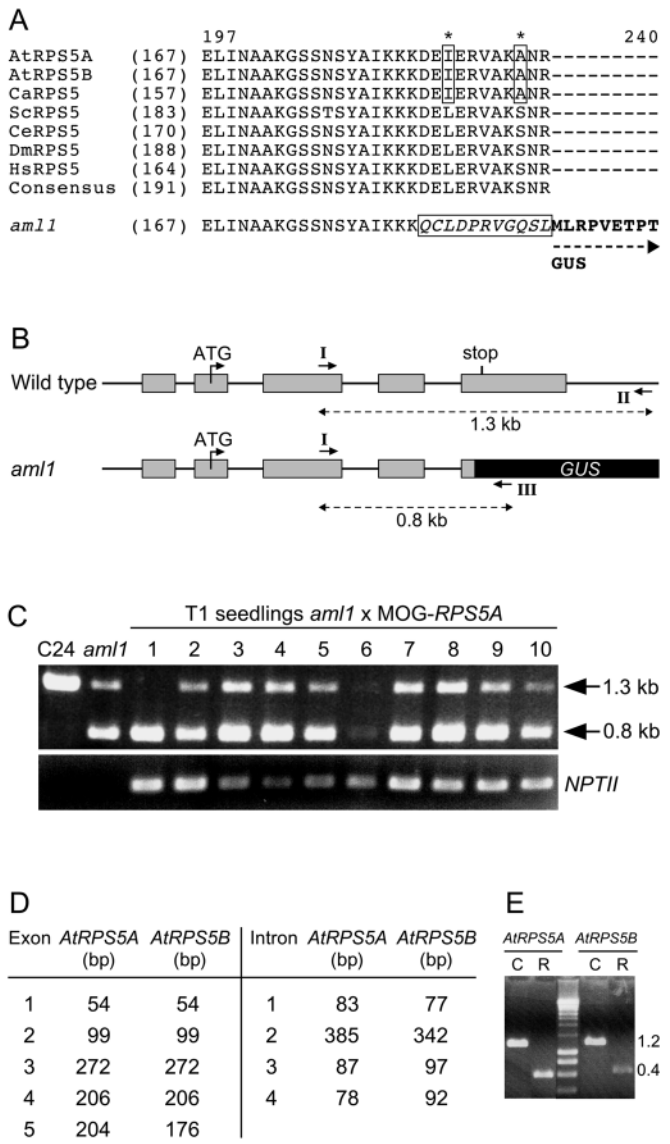 A
197 * * 240
AtRPS5A (167) ELINAAKGSSNSYAIKKKDEIERVAKANR-----------
AtRPS5B (167) ELINAAKGSSNSYAIKKKDEIERVAKANR-----------
CaRPS5 (157) ELINAAKGSSNSYAIKKKDEIERVAKANR-----------
ScRPS5 (183) ELINAAKGSSTSYAIKKKDELERVAKSNR-----------
CeRPS5 (170) ELINAAKGSSNSYAIKKKDELERVAKSNR-----------
DmRPS5 (188) ELINAAKGSSNSYAIKKKDELERVAKSNR-----------
HsRPS5 (164) ELINAAKGSSNSYAIKKKDELERVAKSNR-----------
Consensus (191) ELINAAKGSSNSYAIKKKDELERVAKSNR
aml1 (167) ELINAAKGSSNSYAIKKKQCLDPRVGQSLMLRPVETPT
GUS
B
ATG I stop
Wild type
II
1.3 kb
ATG I
aml1 GUS
III
0.8 kb
C
T1 seedlings aml1 x MOG-RPS5A
C24 aml1 1 2 3 4 5 6 7 8 9 10
1.3 kb
0.8 kb
NPTII
D
Exon AtRPS5A (bp) AtRPS5B (bp) Intron AtRPS5A (bp) AtRPS5B (bp)
1 54 54 1 83 77
2 99 99 2 385 342
3 272 272 3 87 97
4 206 206 4 78 92
5 204 176
E
AtRPS5A AtRPS5B
C R C R
1.2
0.4